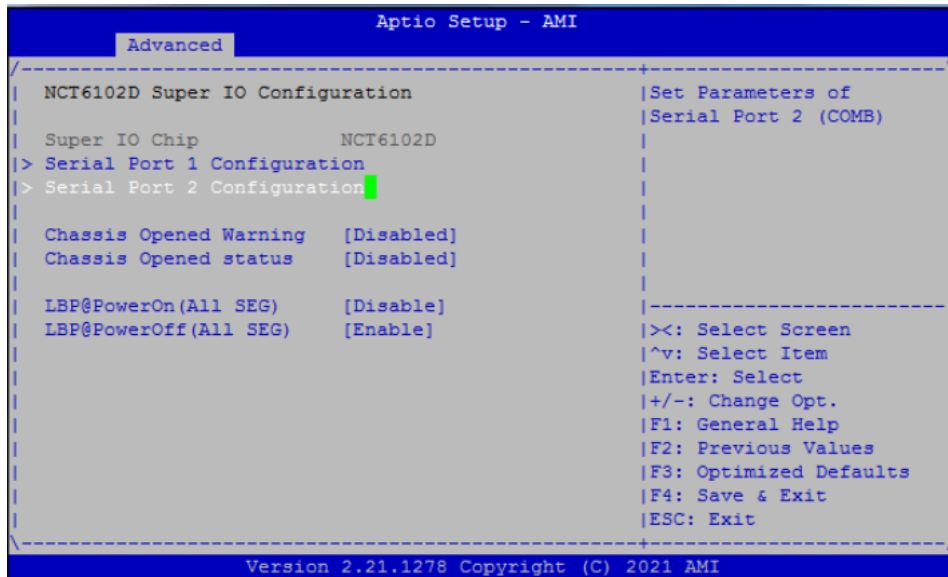 Aptio Setup - AMI
Advanced
NCT6102D Super IO Configuration
Super IO Chip NCT6102D
> Serial Port 1 Configuration
> Serial Port 2 Configuration
Chassis Opened Warning [Disabled]
Chassis Opened status [Disabled]
LBP@PowerOn(All SEG) [Disable]
LBP@PowerOff(All SEG) [Enable]
Set Parameters of
Serial Port 2 (COMB)
><: Select Screen
^v: Select Item
Enter: Select
+/-: Change Opt.
F1: General Help
F2: Previous Values
F3: Optimized Defaults
F4: Save & Exit
ESC: Exit
Version 2.21.1278 Copyright (C) 2021 AMI